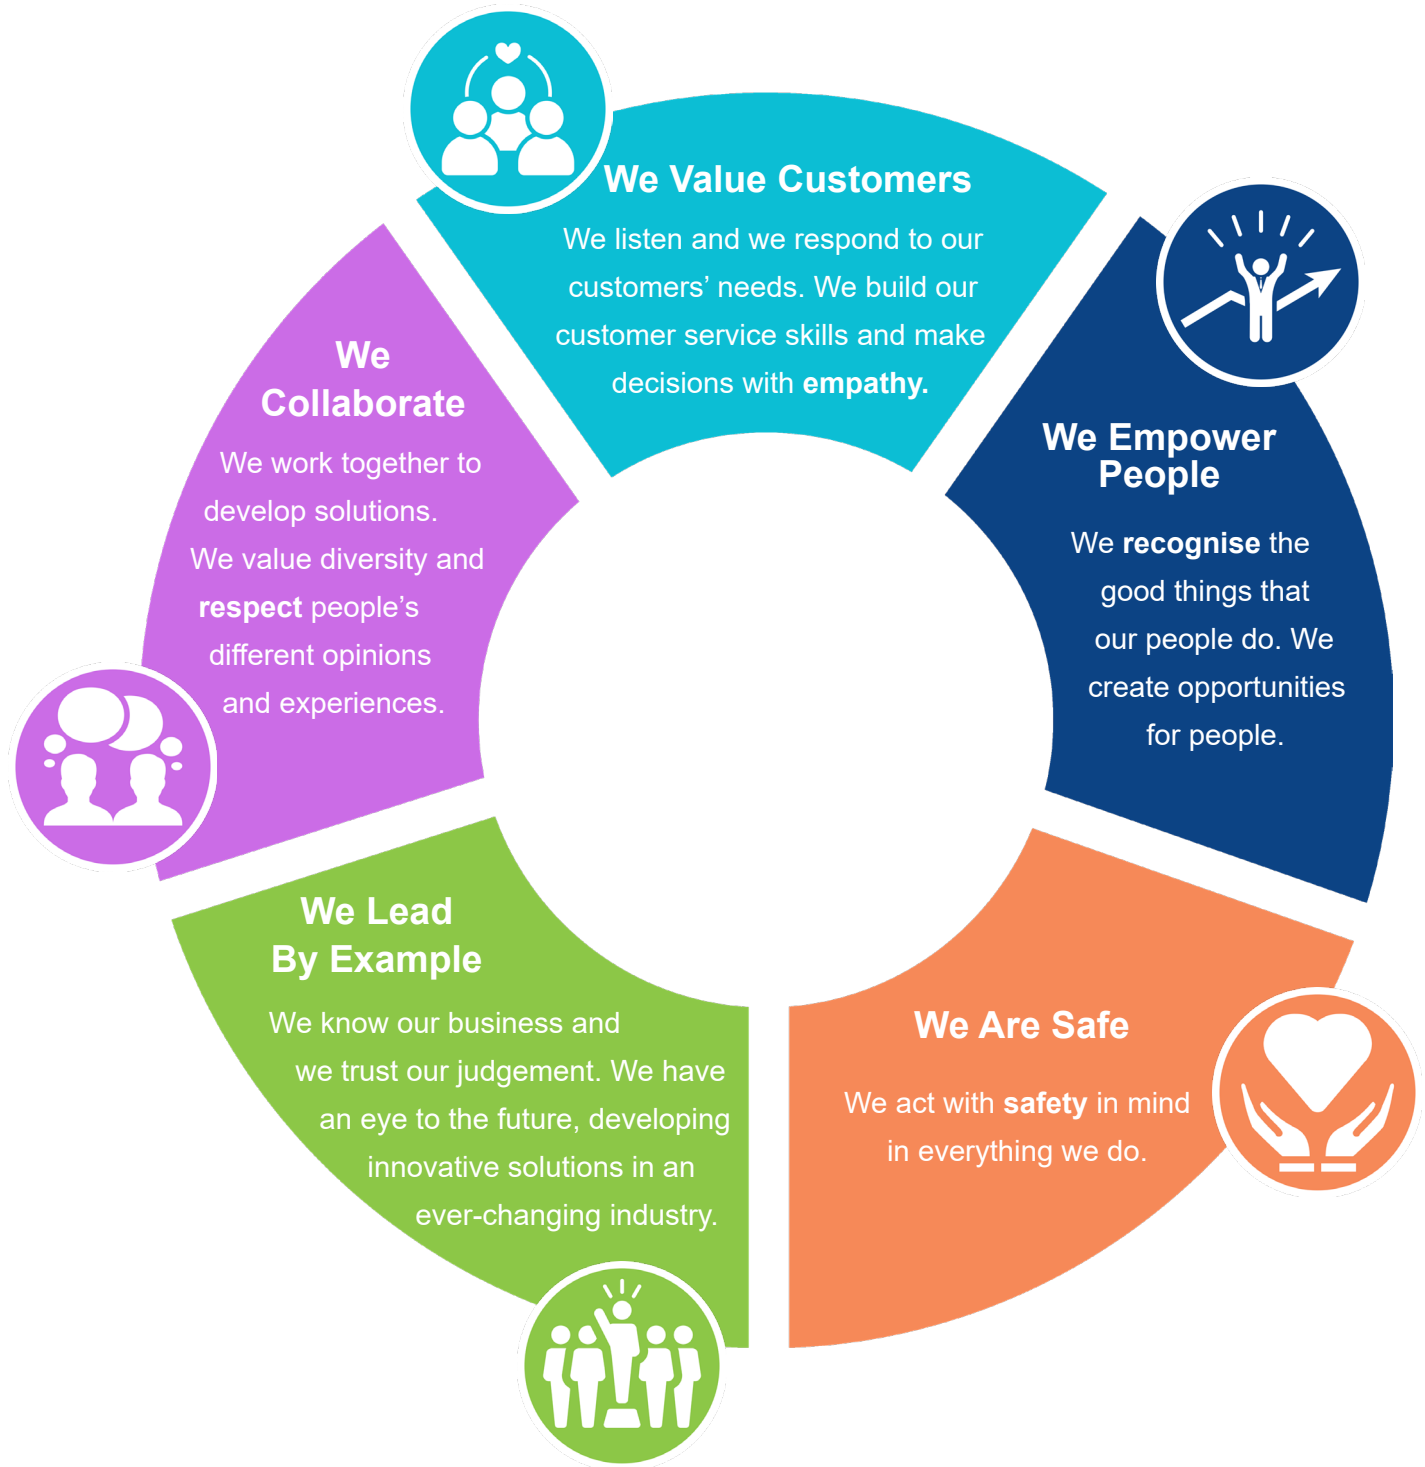 We Value Customers
We listen and we respond to our
customers’ needs. We build our
customer service skills and make
decisions with empathy.
We Empower
People
We recognise the
good things that
our people do. We
create opportunities
for people.
We Are Safe
We act with safety in mind
in everything we do.
We Lead
By Example
We know our business and
we trust our judgement. We have
an eye to the future, developing
innovative solutions in an
ever-changing industry.
We
Collaborate
We work together to
develop solutions.
We value diversity and
respect people’s
different opinions
and experiences.